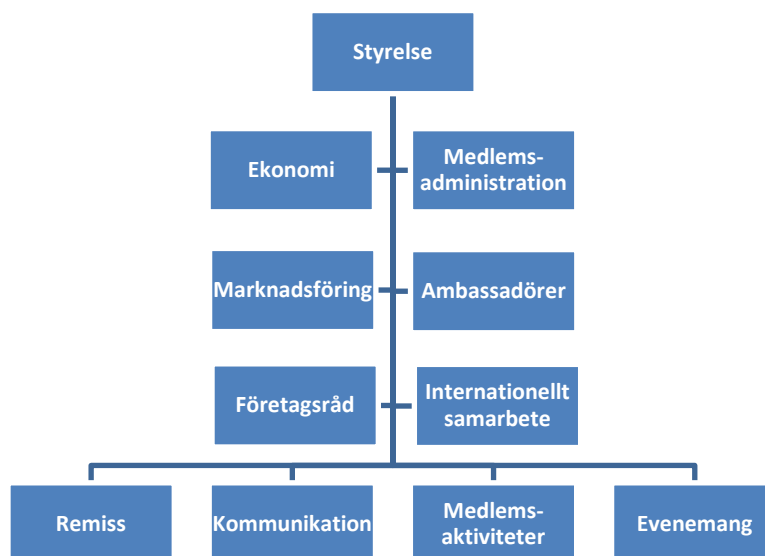 Styrelse
Ekonomi
Medlems-
administration
Marknadsföring
Ambassadörer
Företagsråd
Internationellt
samarbete
Remiss
Kommunikation
Medlems-
aktiviteter
Evenemang